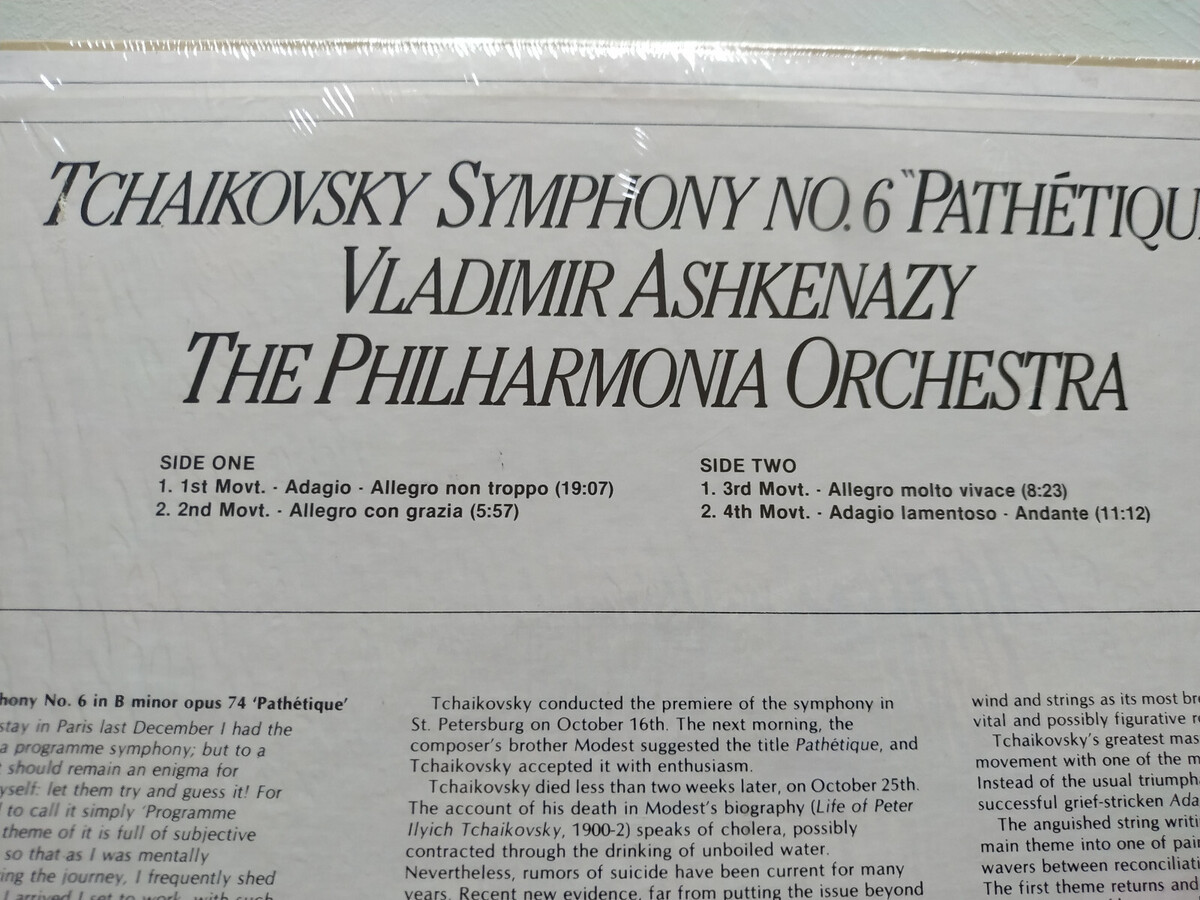 TCHAIKOVSKY SYMPHONY NO. 6 "PATHÉTIQU
VLADIMIR ASHKENAZY
THE PHILHARMONIA ORCHESTRA
SIDE ONE
1. 1st Movt. · Adagio · Allegro non troppo (19:07)
2. 2nd Movt. · Allegro con grazia (5:57)
SIDE TWO
1. 3rd Movt. · Allegro molto vivace (8:23)
2. 4th Movt. · Adagio lamentoso · Andante (11:12)
hony No. 6 in B minor opus 74 'Pathétique'
stay in Paris last December I had the
a programme symphony; but to a
should remain an enigma for
yself: let them try and guess it! For
to call it simply 'Programme
theme of it is full of subjective
so that as I was mentally
ing the journey, I frequently shed
I arrived I set to work, with such
Tchaikovsky conducted the premiere of the symphony in
St. Petersburg on October 16th. The next morning, the
composer's brother Modest suggested the title Pathétique, and
Tchaikovsky accepted it with enthusiasm.
Tchaikovsky died less than two weeks later, on October 25th.
The account of his death in Modest's biography (Life of Peter
Ilyich Tchaikovsky, 1900-2) speaks of cholera, possibly
contracted through the drinking of unboiled water.
Nevertheless, rumors of suicide have been current for many
years. Recent new evidence, far from putting the issue beyond
wind and strings as its most br
vital and possibly figurative r
Tchaikovsky's greatest mas
movement with one of the m
Instead of the usual triumph
successful grief-stricken Ada
The anguished string writi
main theme into one of pai
wavers between reconciliati
The first theme returns and